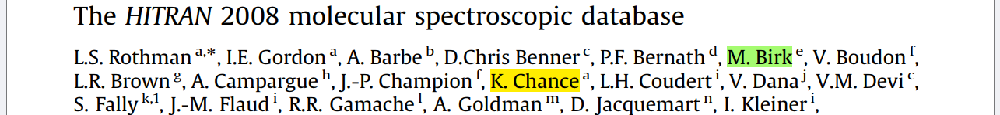 The HITRAN 2008 molecular spectroscopic database
L.S. Rothman a,*, I.E. Gordon a, A. Barbe b, D.Chris Benner c, P.F. Bernath d, M. Birk e, V. Boudon f,
L.R. Brown g, A. Campargue h, J.-P. Champion f, K. Chance a, L.H. Coudert i, V. Dana j, V.M. Devi c,
S. Fally k,1, J.-M. Flaud i, R.R. Gamache l, A. Goldman m, D. Jacquemart n, I. Kleiner i,